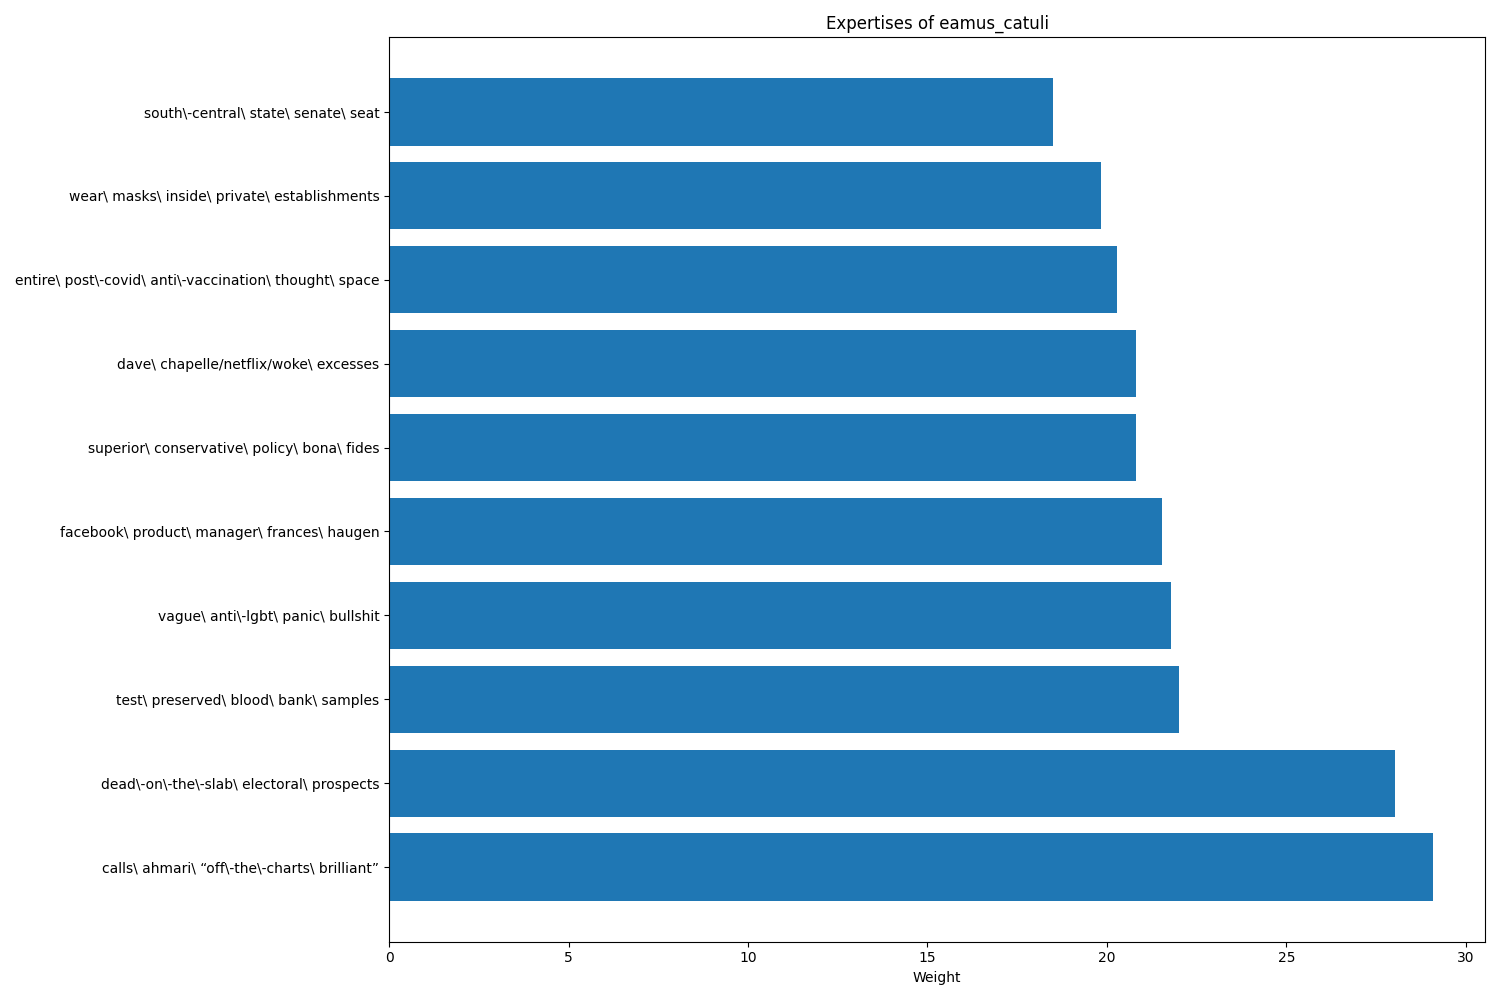 Expertises of eamus_catuli
south\-central\ state\ senate\ seat
wear\ masks\ inside\ private\ establishments
entire\ post\-covid\ anti\-vaccination\ thought\ space
dave\ chapelle/netflix/woke\ excesses
superior\ conservative\ policy\ bona\ fides
facebook\ product\ manager\ frances\ haugen
vague\ anti\-lgbt\ panic\ bullshit
test\ preserved\ blood\ bank\ samples
dead\-on\-the\-slab\ electoral\ prospects
calls\ ahmari\ “off\-the\-charts\ brilliant”
0 5 10 15 20 25 30
Weight